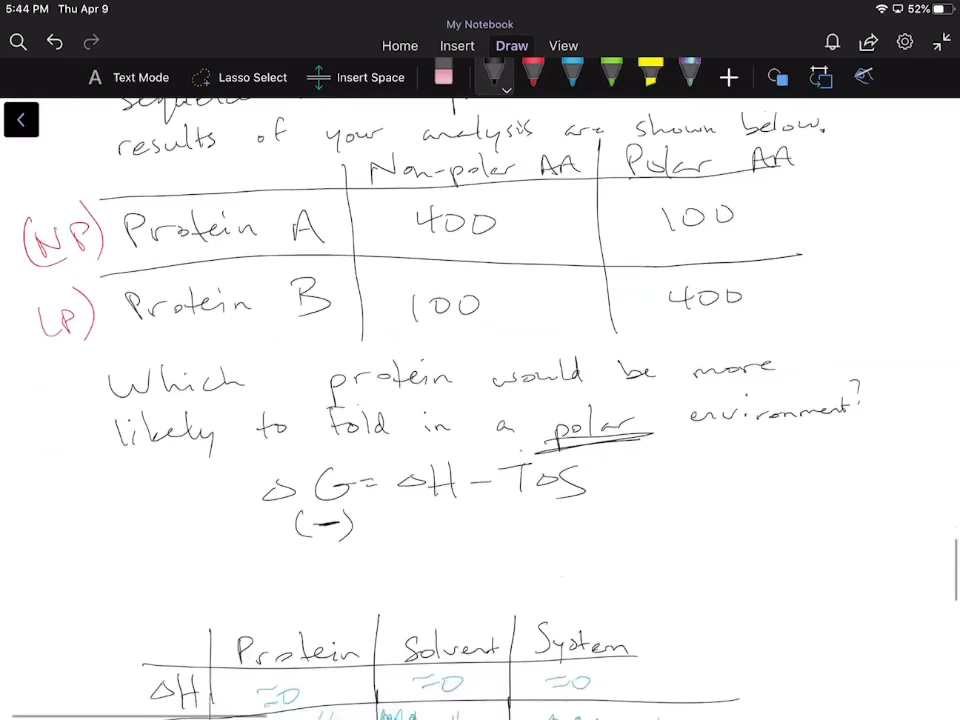 5:44 PM Thu Apr 9
52%
My Notebook
Home Insert Draw View
A Text Mode Lasso Select Insert Space
results of your analysis are shown below.
Non-polar AA Polar AA
(NP) Protein A 400 100
(P) Protein B 100 400
Which protein would be more
likely to fold in a polar environment?
ΔG = ΔH - TΔS
(-)
Protein Solvent System
ΔH =0 =0 =0